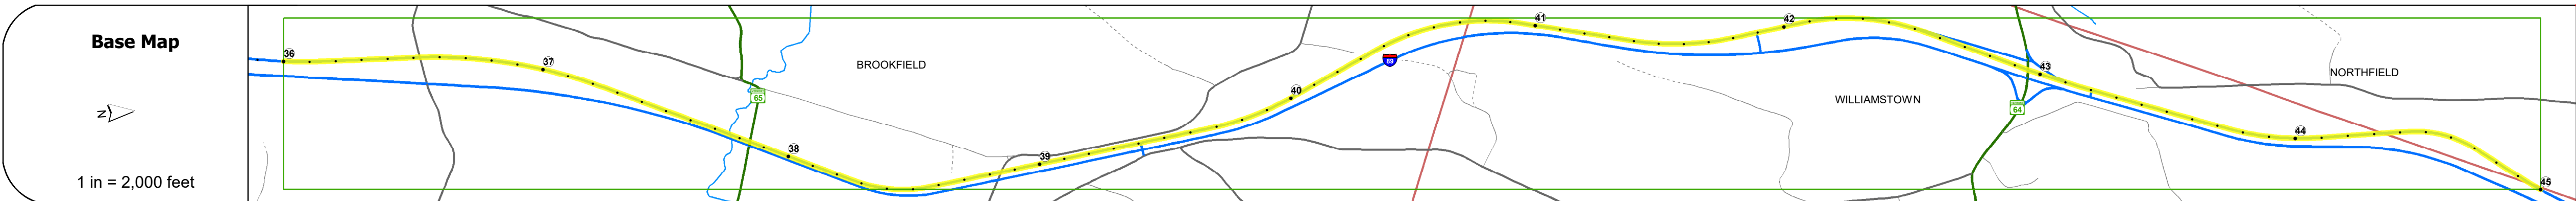 Base Map
N
1 in = 2,000 feet
36
37
38
39
40
41
42
43
44
45
BROOKFIELD
WILLIAMSTOWN
NORTHFIELD
65
89
64